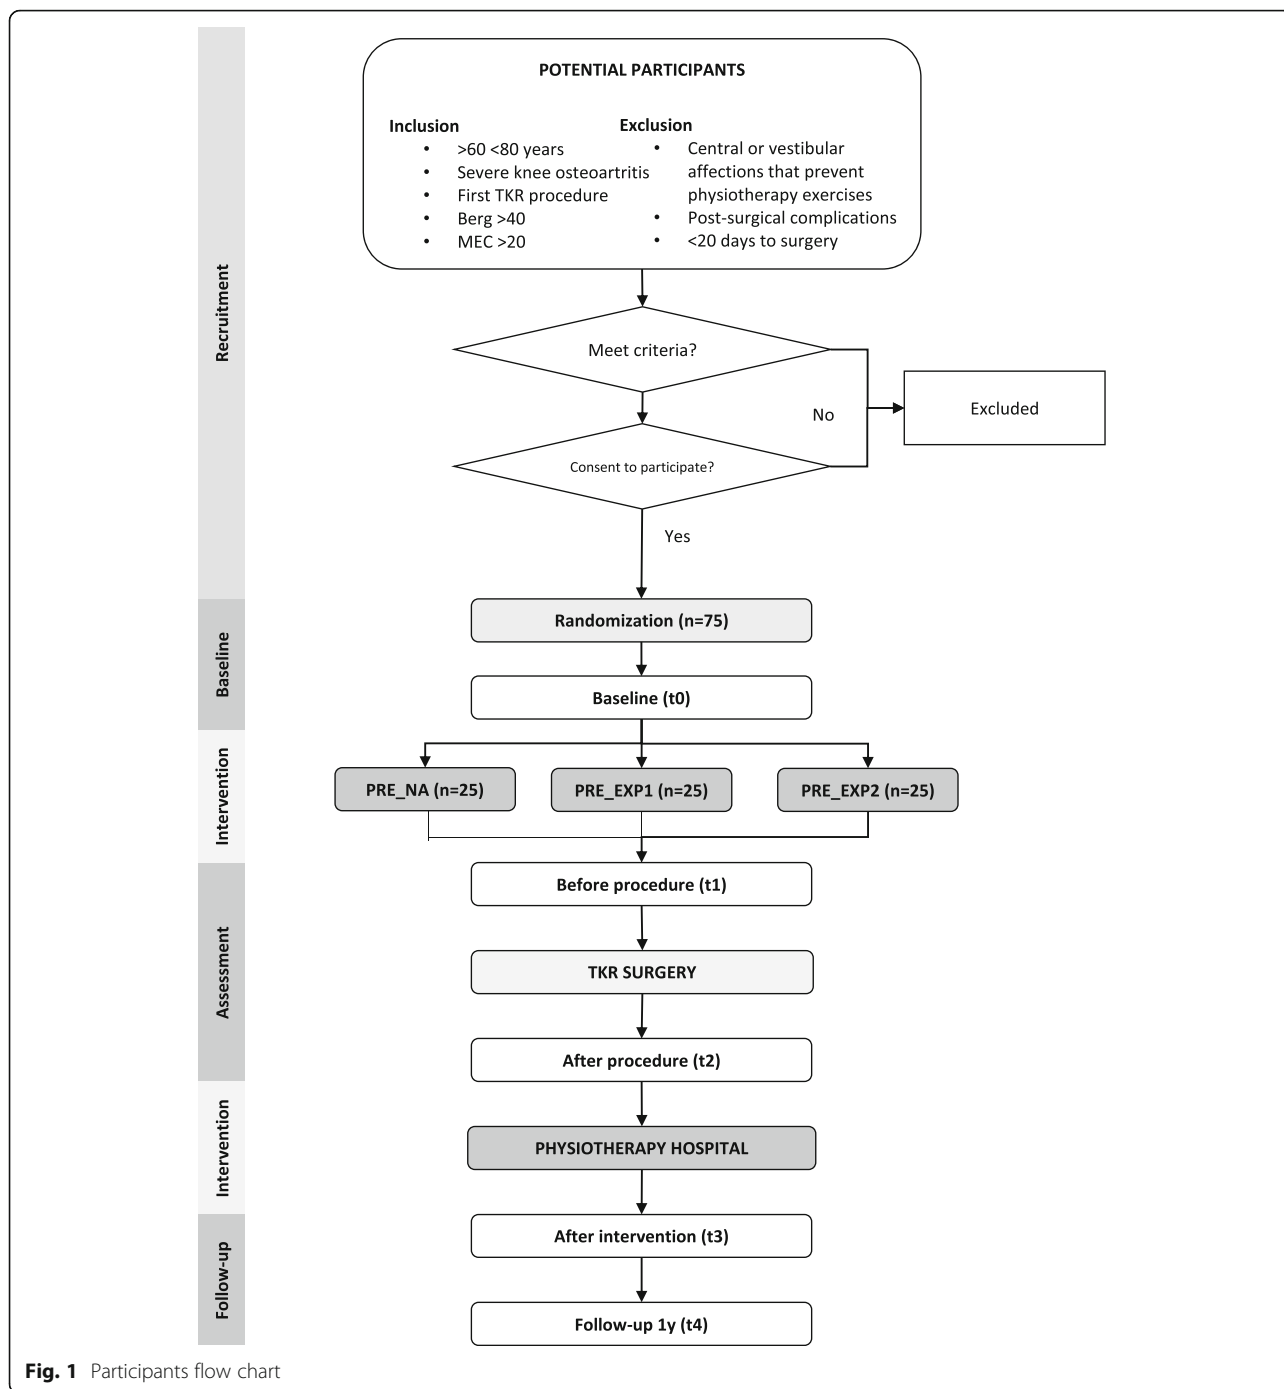 POTENTIAL PARTICIPANTS
Inclusion
• >60 <80 years
• Severe knee osteoartritis
• First TKR procedure
• Berg >40
• MEC >20
Exclusion
• Central or vestibular
affections that prevent
physiotherapy exercises
• Post-surgical complications
• <20 days to surgery
Recruitment
Meet criteria?
No
Excluded
Consent to participate?
Yes
Baseline
Randomization (n=75)
Baseline (t0)
Intervention
PRE_NA (n=25)
PRE_EXP1 (n=25)
PRE_EXP2 (n=25)
Assessment
Before procedure (t1)
TKR SURGERY
After procedure (t2)
Intervention
PHYSIOTHERAPY HOSPITAL
Follow-up
After intervention (t3)
Follow-up 1y (t4)
Fig. 1 Participants flow chart